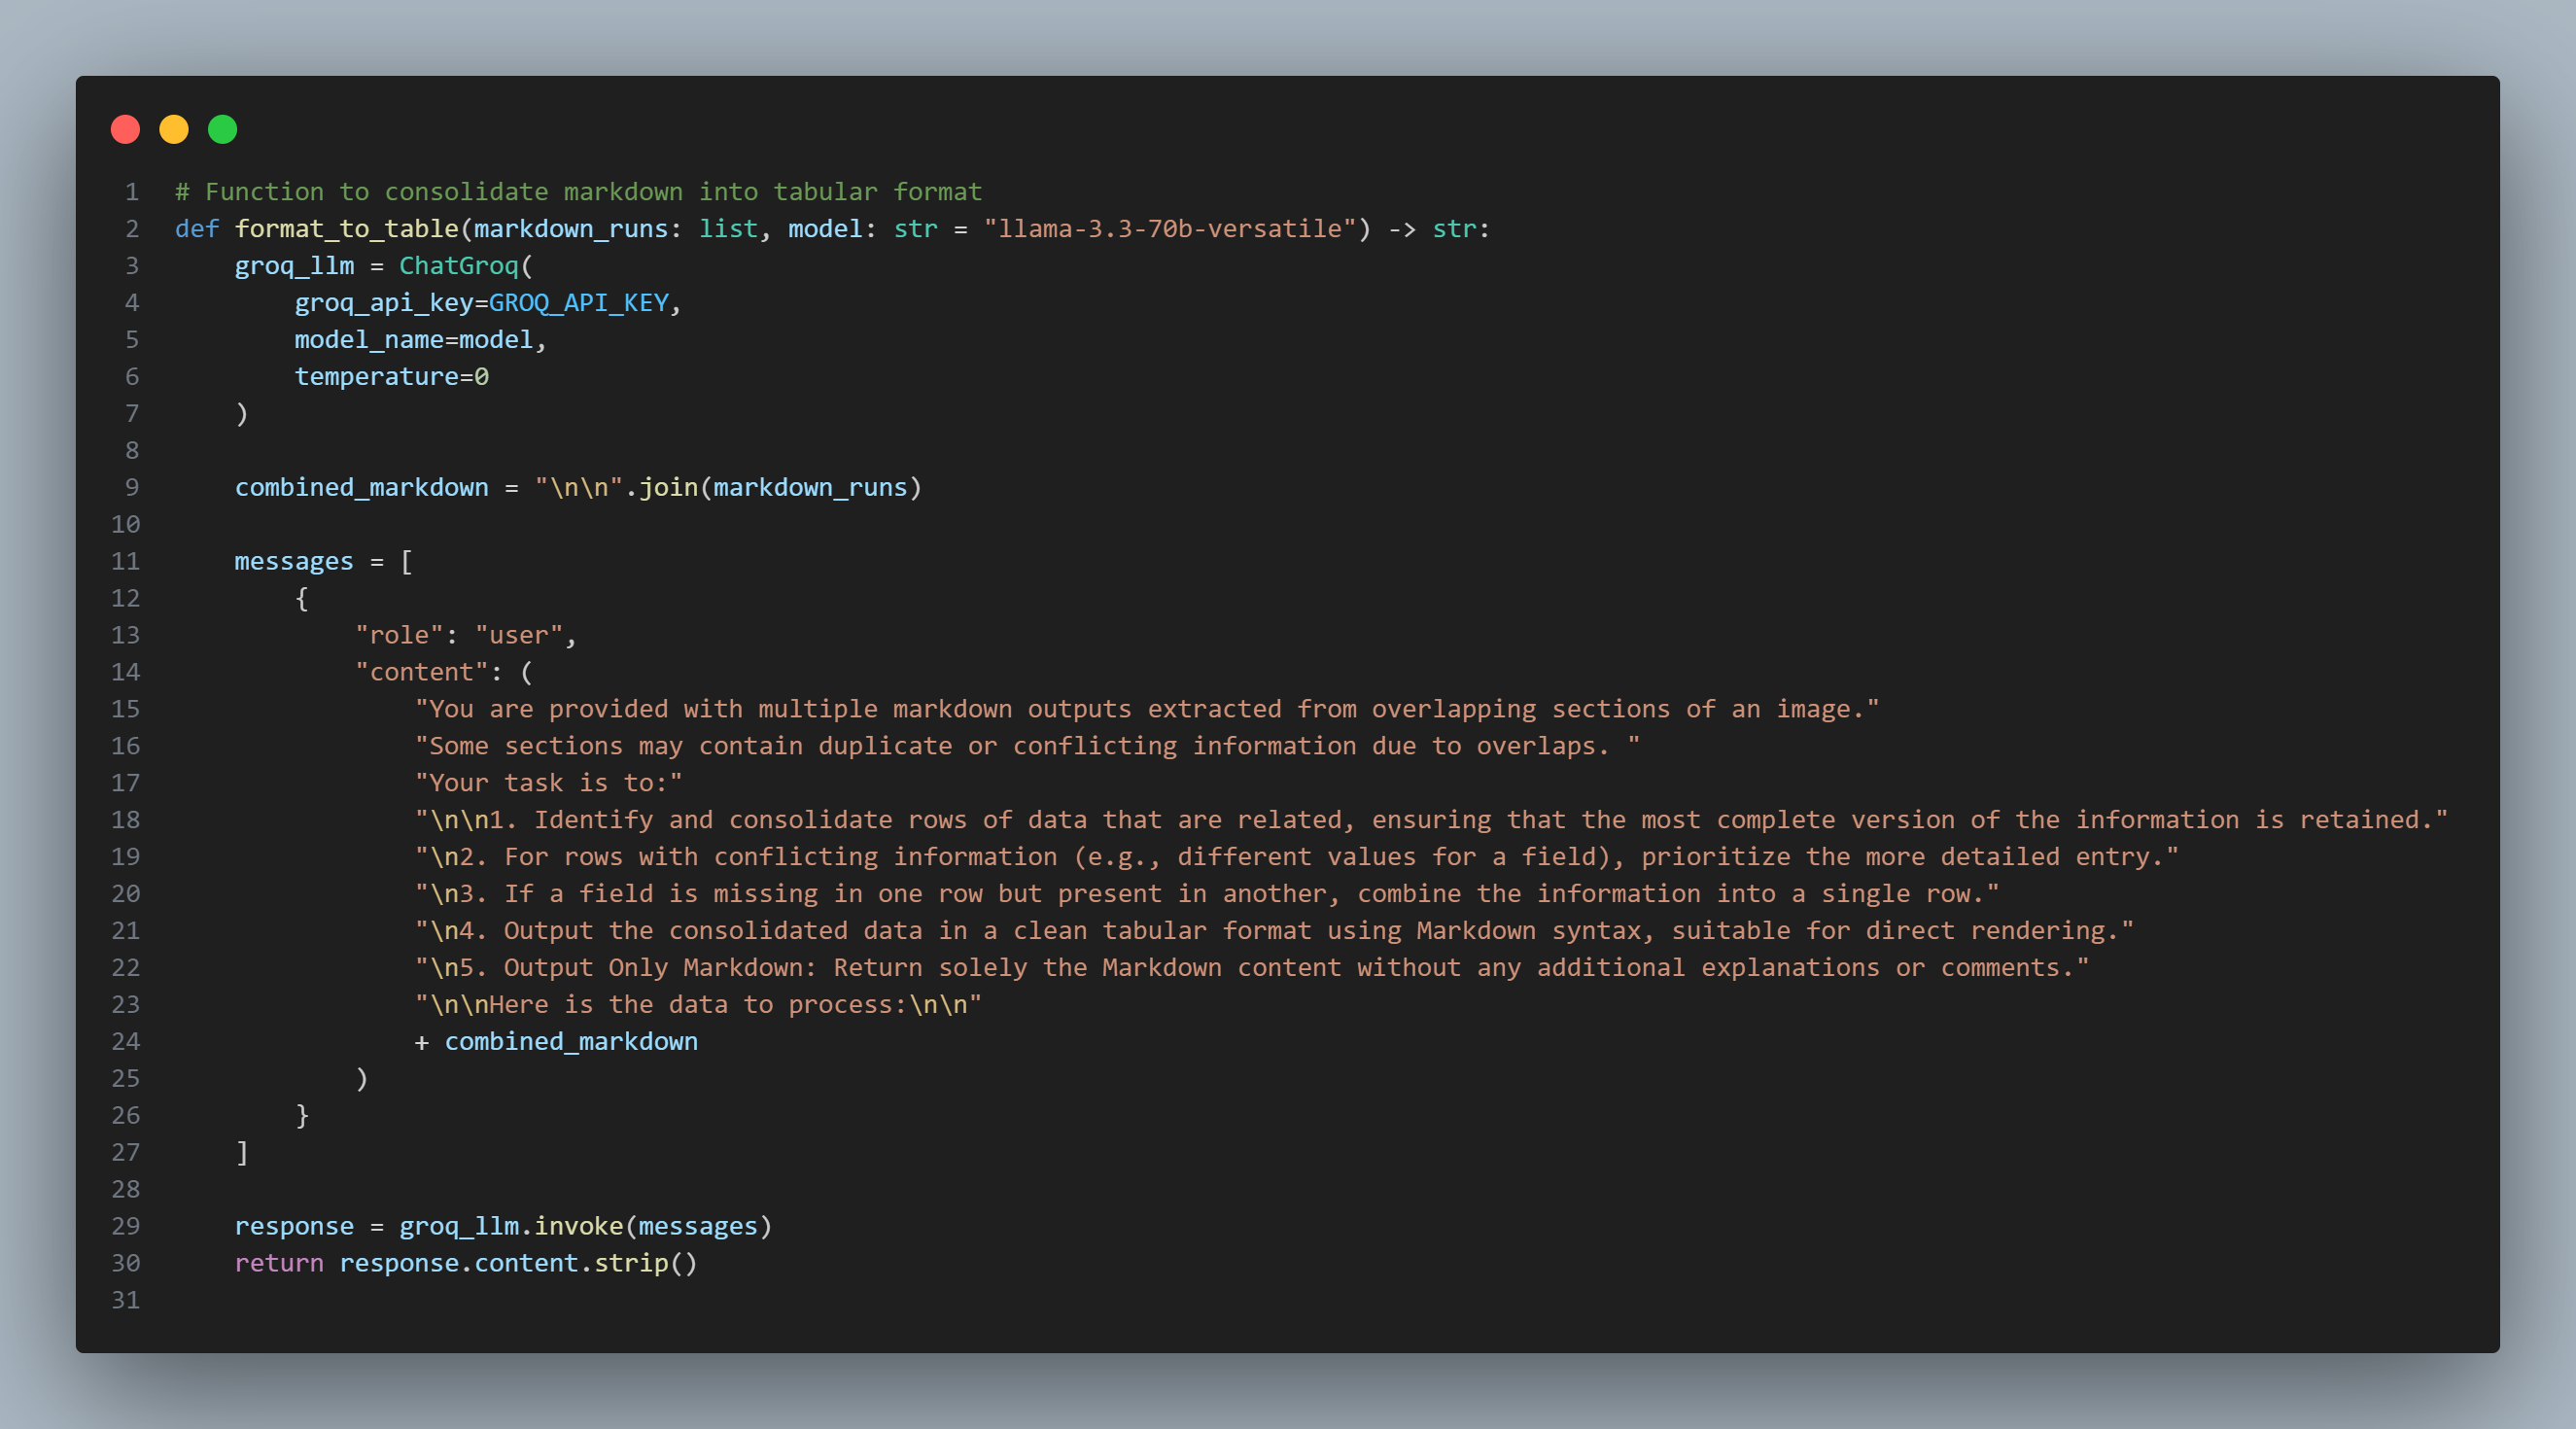 1 # Function to consolidate markdown into tabular format
2 def format_to_table(markdown_runs: list, model: str = "llama-3.3-70b-versatile") -> str:
3     groq_llm = ChatGroq(
4         groq_api_key=GROQ_API_KEY,
5         model_name=model,
6         temperature=0
7     )
8
9     combined_markdown = "\n\n".join(markdown_runs)
10
11     messages = [
12         {
13             "role": "user",
14             "content": (
15                 "You are provided with multiple markdown outputs extracted from overlapping sections of an image."
16                 "Some sections may contain duplicate or conflicting information due to overlaps. "
17                 "Your task is to:"
18                 "\n\n1. Identify and consolidate rows of data that are related, ensuring that the most complete version of the information is retained."
19                 "\n2. For rows with conflicting information (e.g., different values for a field), prioritize the more detailed entry."
20                 "\n3. If a field is missing in one row but present in another, combine the information into a single row."
21                 "\n4. Output the consolidated data in a clean tabular format using Markdown syntax, suitable for direct rendering."
22                 "\n5. Output Only Markdown: Return solely the Markdown content without any additional explanations or comments."
23                 "\n\nHere is the data to process:\n\n"
24                 + combined_markdown
25             )
26         }
27     ]
28
29     response = groq_llm.invoke(messages)
30     return response.content.strip()
31